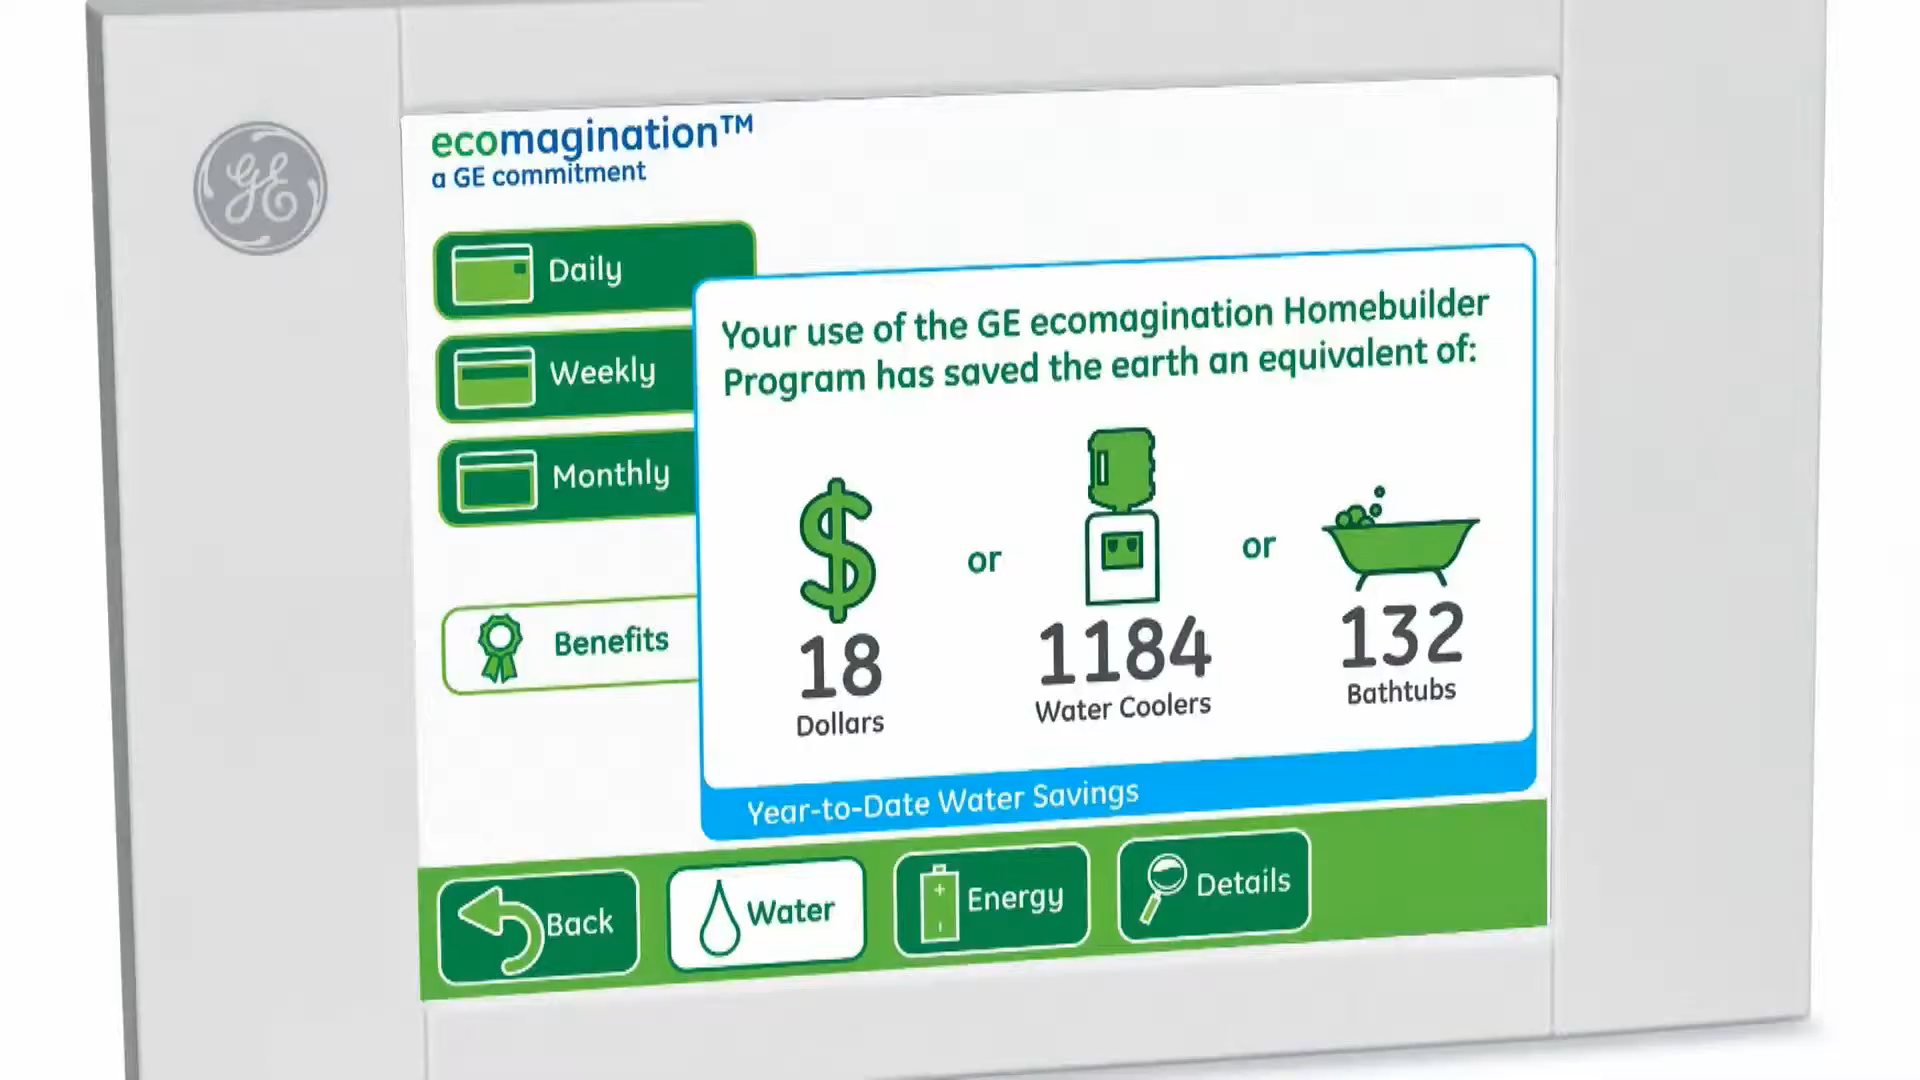 GE
ecomagination™
a GE commitment
Daily
Weekly
Monthly
Benefits
Your use of the GE ecomagination Homebuilder
Program has saved the earth an equivalent of:
$
or
or
18
1184
132
Dollars
Water Coolers
Bathtubs
Year-to-Date Water Savings
Back
Water
Energy
Details